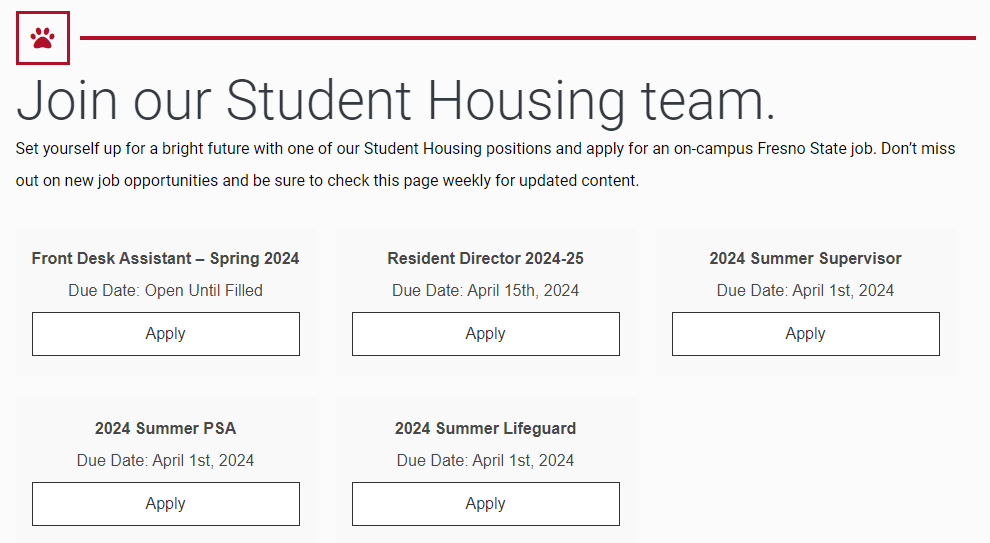 Join our Student Housing team.
Set yourself up for a bright future with one of our Student Housing positions and apply for an on-campus Fresno State job. Don’t miss
out on new job opportunities and be sure to check this page weekly for updated content.
Front Desk Assistant – Spring 2024
Due Date: Open Until Filled
Apply
Resident Director 2024-25
Due Date: April 15th, 2024
Apply
2024 Summer Supervisor
Due Date: April 1st, 2024
Apply
2024 Summer PSA
Due Date: April 1st, 2024
Apply
2024 Summer Lifeguard
Due Date: April 1st, 2024
Apply